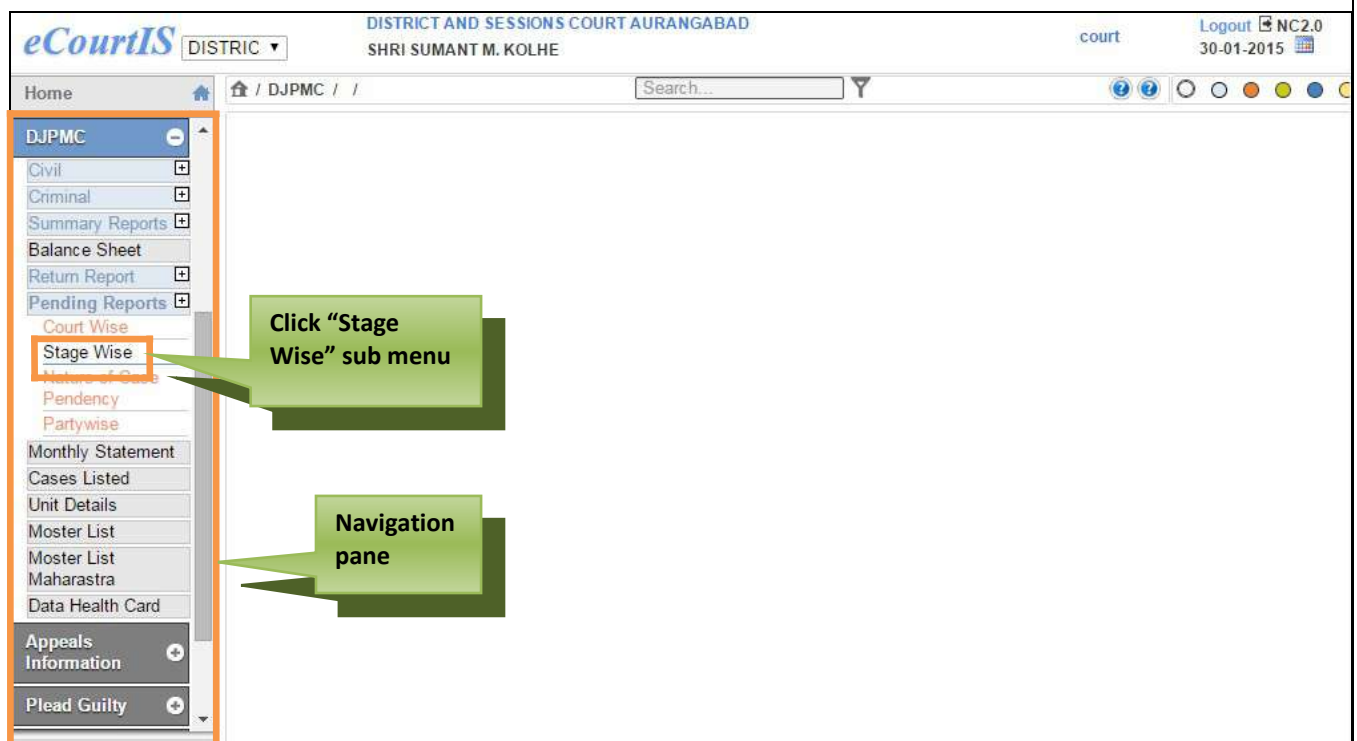 eCourtIS DISTRIC
DISTRICT AND SESSIONS COURT AURANGABAD
SHRI SUMANT M. KOLHE
court
Logout NC2.0
30-01-2015
Home
/ DJPMC / /
Search...
DJPMC
Civil
Criminal
Summary Reports
Balance Sheet
Return Report
Pending Reports
Court Wise
Stage Wise
Nature of Case
Pendency
Partywise
Monthly Statement
Cases Listed
Unit Details
Moster List
Moster List
Maharastra
Data Health Card
Appeals
Information
Plead Guilty
Click “Stage
Wise” sub menu
Navigation
pane